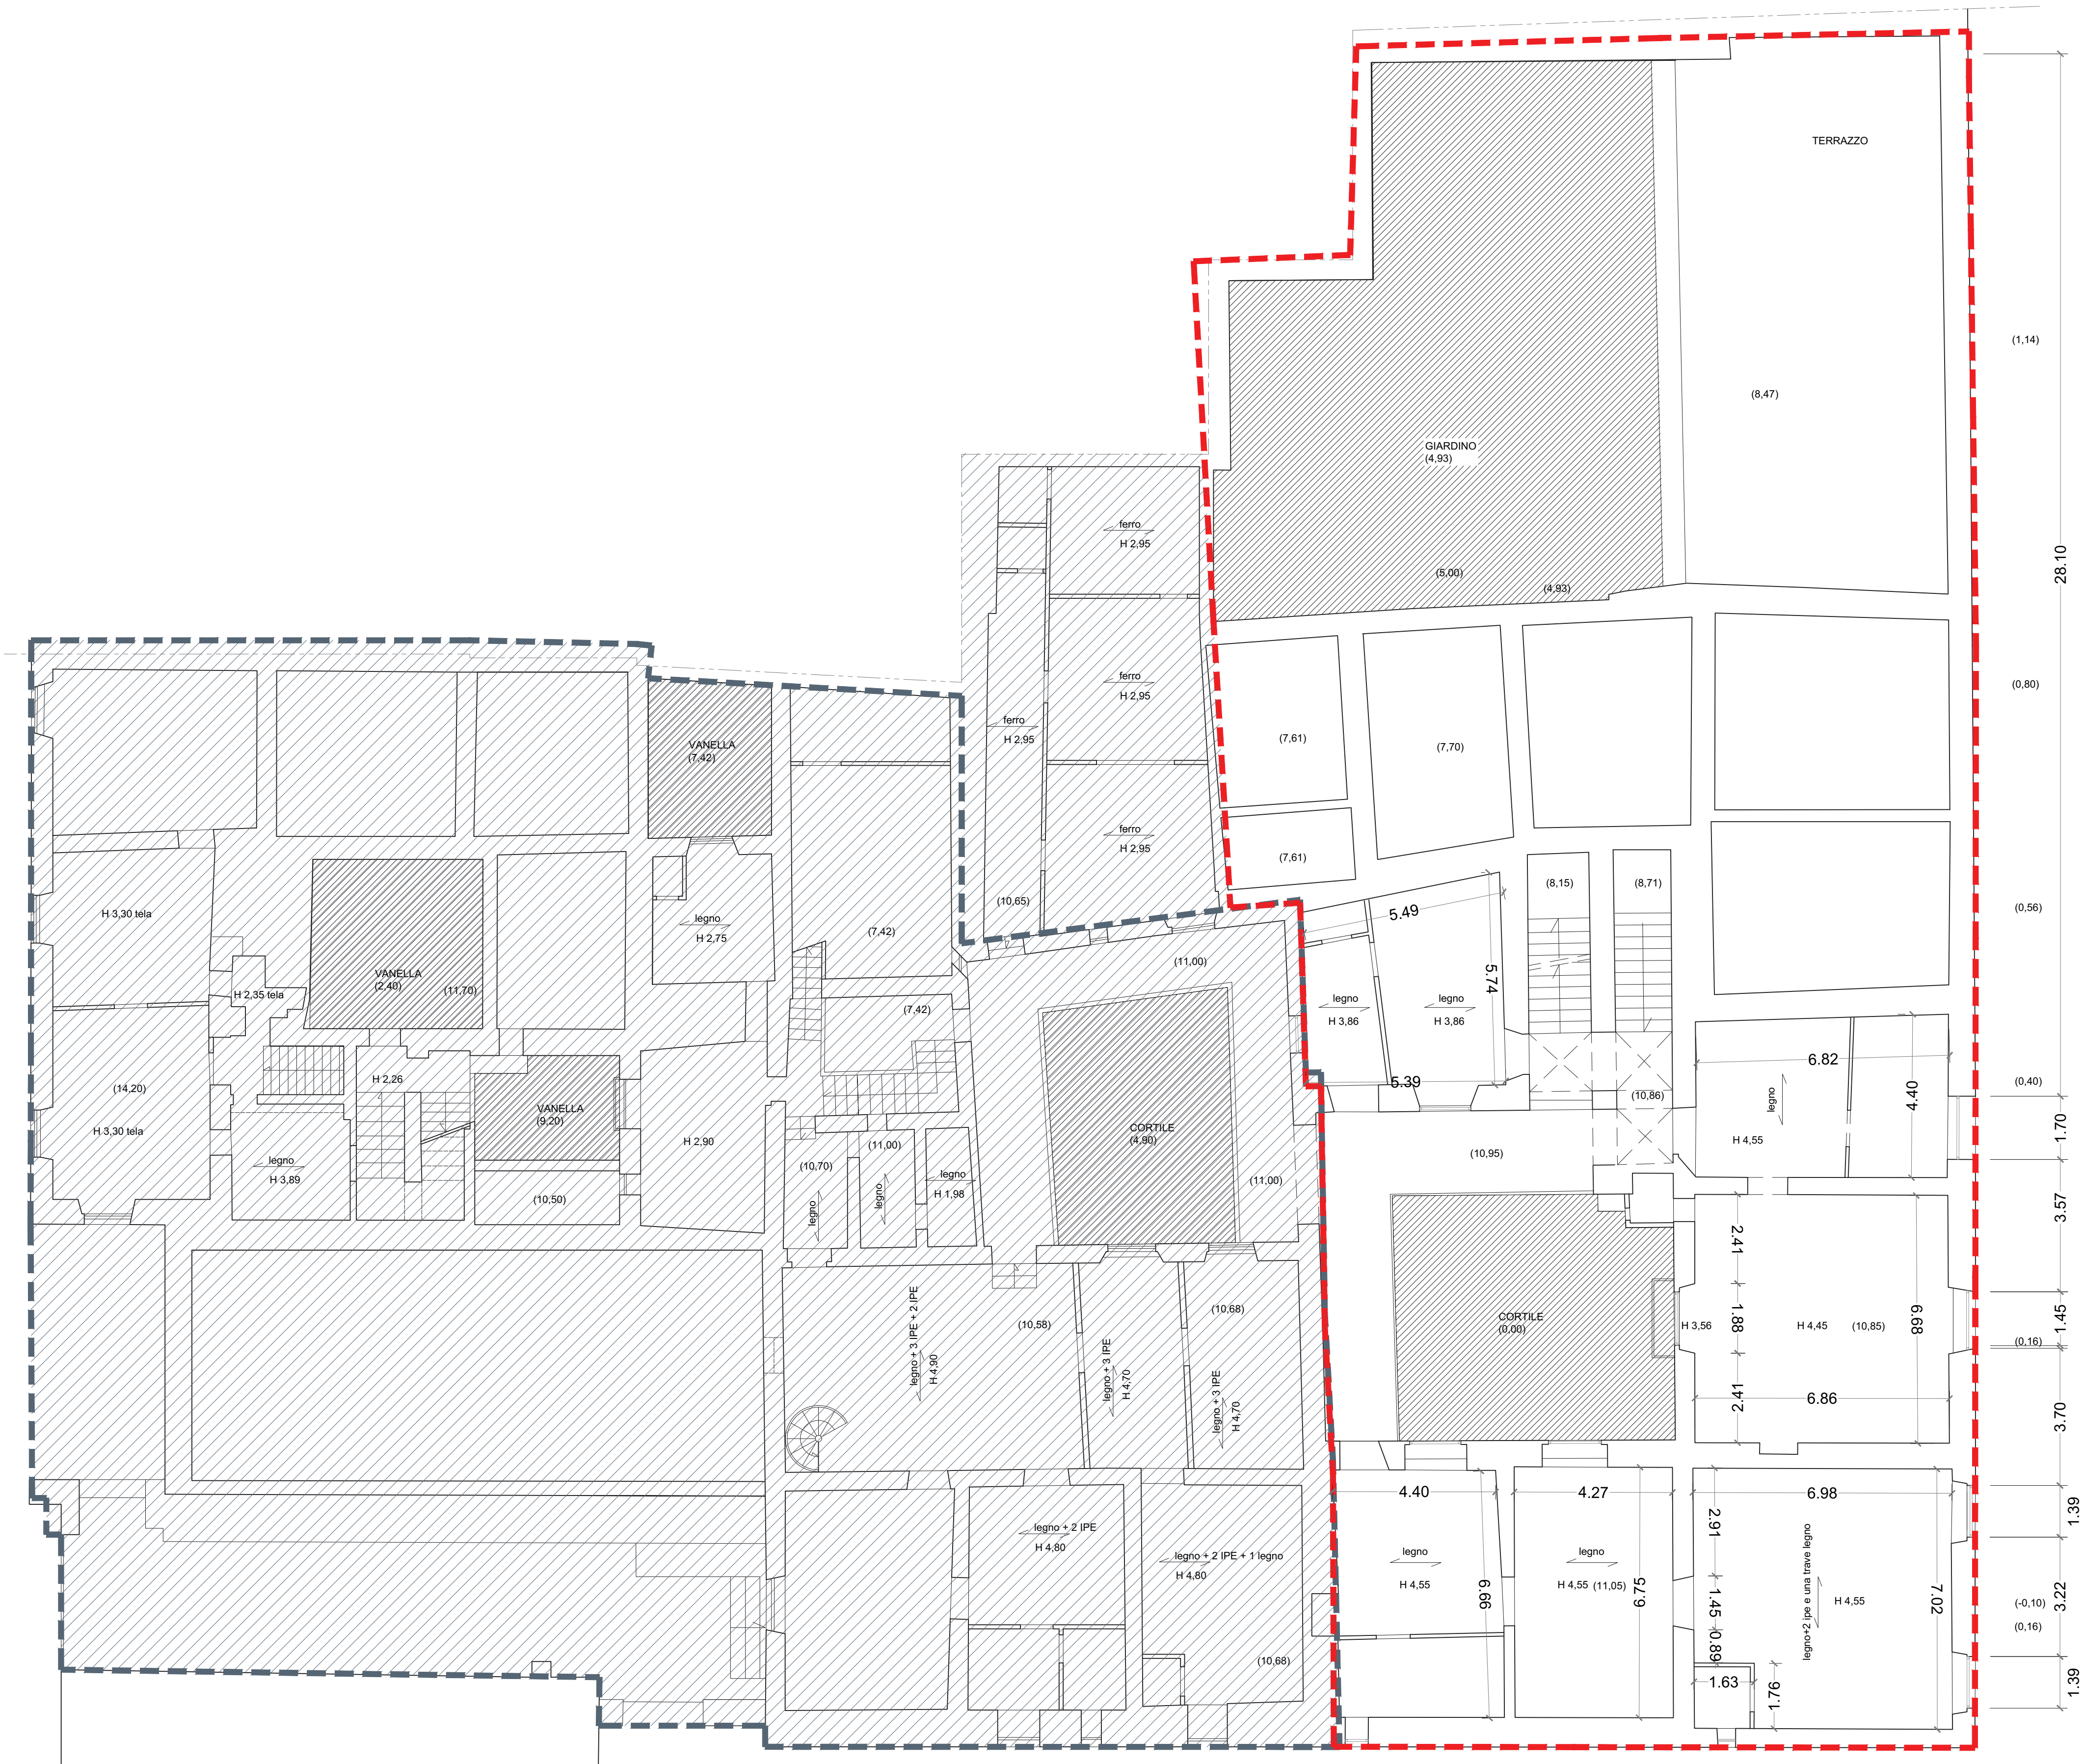 TERRAZZO
(1,14)
(8,47)
GIARDINO
(4,93)
28.10
ferro
H 2,95
(5,00)
(4,93)
ferro
H 2,95
(0,80)
ferro
H 2,95
VANELLA
(7,42)
(7,61)
(7,70)
ferro
H 2,95
(7,61)
(8,15)
(8,71)
H 3,30 tela
legno
H 2,75
(10,65)
5.49
(0,56)
(7,42)
(11,00)
5.74
VANELLA
(2,40)
(11,70)
H 2,35 tela
(7,42)
legno
H 3,86
legno
H 3,86
6.82
4.40
(14,20)
H 2,26
5.39
(10,86)
legno
(0,40)
VANELLA
(9,20)
H 3,30 tela
H 2,90
CORTILE
(4,90)
H 4,55
1.70
legno
H 3,89
(10,70)
(11,00)
legno
H 1,98
(10,95)
(10,50)
legno
legno
(11,00)
3.57
2.41
legno + 3 IPE + 2 IPE
H 4,90
(10,58)
(10,68)
CORTILE
(0,00)
H 3,56
1.88
H 4,45
(10,85)
6.98
1.45
(0,16)
legno + 3 IPE
H 4,70
legno + 3 IPE
H 4,70
2.41
6.86
3.70
4.40
4.27
6.98
1.39
legno + 2 IPE
H 4,80
legno + 2 IPE + 1 legno
H 4,80
2.91
legno
H 4,55
6.66
legno
H 4,55
(11,05)
6.75
1.45
legno+2 ipe e una trave legno
H 4,55
7.02
(-0,10)
3.22
(0,16)
0.89
(10,68)
1.63
1.76
1.39